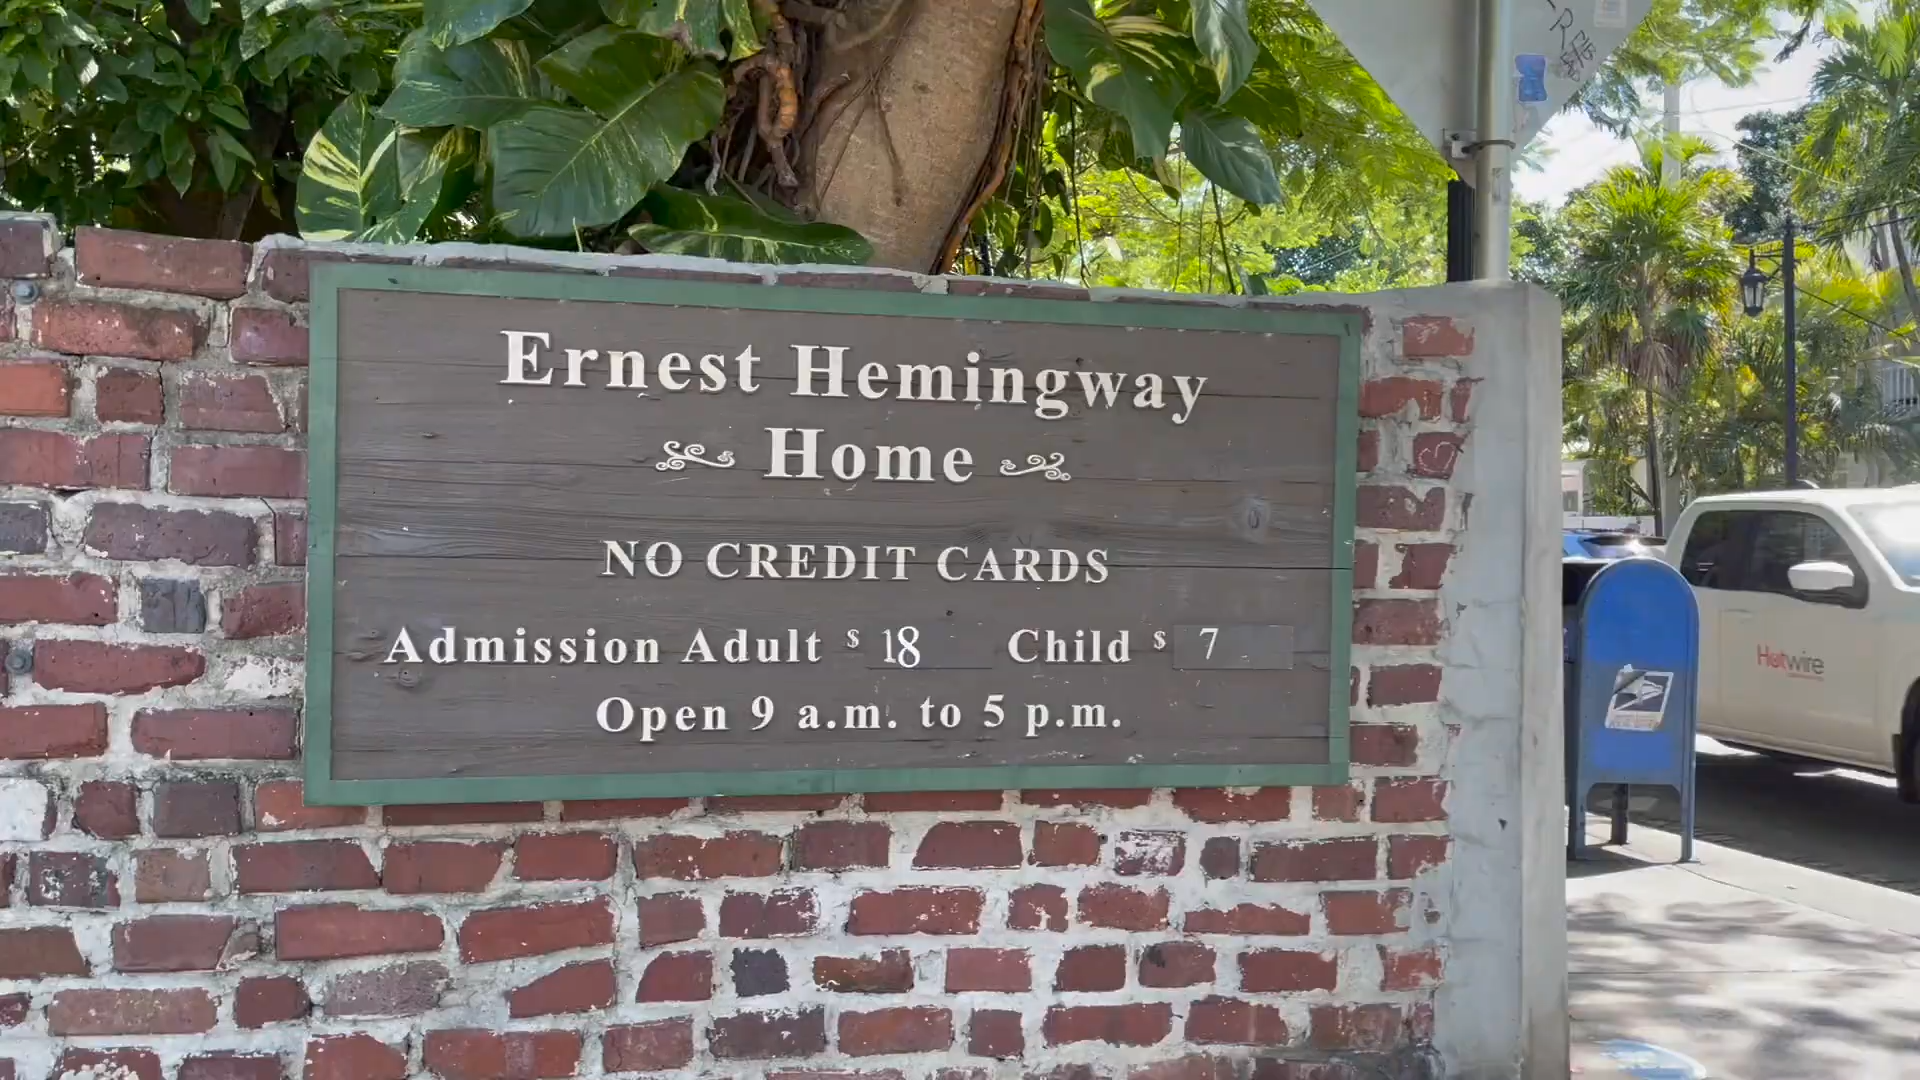 Ernest Hemingway
Home
NO CREDIT CARDS
Admission Adult $ 18 Child $ 7
Open 9 a.m. to 5 p.m.
Hotwire